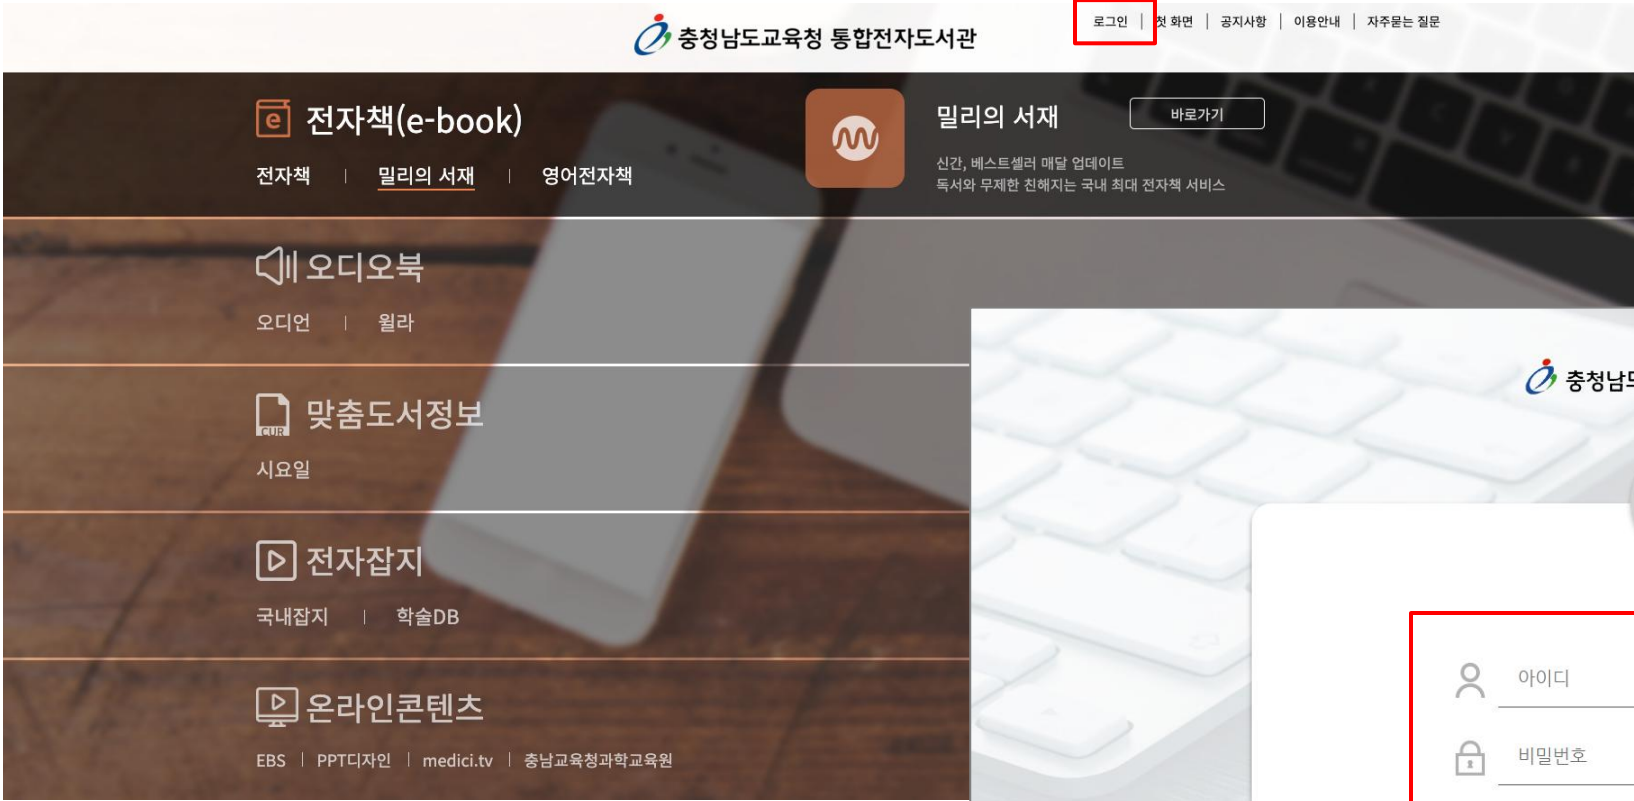 충청남도교육청 통합전자도서관
로그인 | 첫 화면 | 공지사항 | 이용안내 | 자주묻는 질문
e 전자책(e-book)
전자책 | 밀리의 서재 | 영어전자책
밀리의 서재 바로가기
신간, 베스트셀러 매달 업데이트
독서와 무제한 친해지는 국내 최대 전자책 서비스
오디오북
오디언 | 윌라
CUR 맞춤도서정보
시요일
전자잡지
국내잡지 | 학술DB
온라인콘텐츠
EBS | PPT디자인 | medici.tv | 충남교육청과학교육원
충청남도
아이디
비밀번호